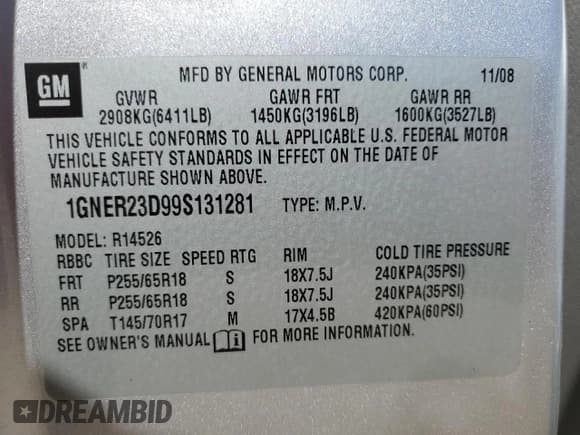 GM ®
MFD BY GENERAL MOTORS CORP. 11/08
GVWR GAWR FRT GAWR RR
2908KG(6411LB) 1450KG(3196LB) 1600KG(3527LB)
THIS VEHICLE CONFORMS TO ALL APPLICABLE U.S. FEDERAL MOTOR
VEHICLE SAFETY STANDARDS IN EFFECT ON THE DATE OF
MANUFACTURE SHOWN ABOVE.
1GNER23D99S131281 TYPE: M.P.V.
MODEL: R14526
RBBC TIRE SIZE SPEED RTG RIM COLD TIRE PRESSURE
FRT P255/65R18 S 18X7.5J 240KPA(35PSI)
RR P255/65R18 S 18X7.5J 240KPA(35PSI)
SPA T145/70R17 M 17X4.5B 420KPA(60PSI)
SEE OWNER'S MANUAL i FOR MORE INFORMATION.
DREAMBID